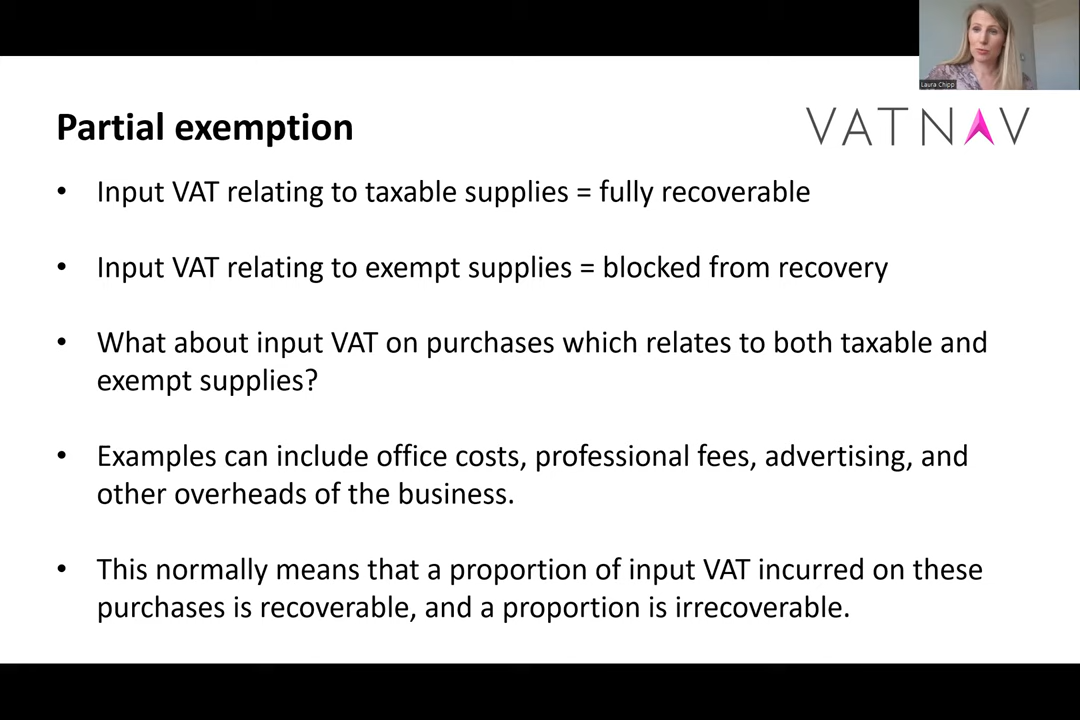 Laura Chipp
Partial exemption
VATNAV
• Input VAT relating to taxable supplies = fully recoverable
• Input VAT relating to exempt supplies = blocked from recovery
• What about input VAT on purchases which relates to both taxable and
exempt supplies?
• Examples can include office costs, professional fees, advertising, and
other overheads of the business.
• This normally means that a proportion of input VAT incurred on these
purchases is recoverable, and a proportion is irrecoverable.